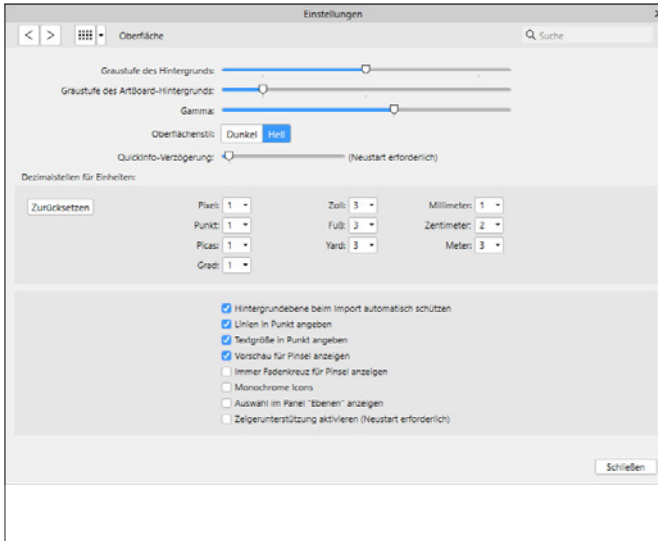 Einstellungen
Oberfläche
Suche
Graustufe des Hintergrunds:
Graustufe des ArtBoard-Hintergrunds:
Gamma:
Oberflächenstil: Dunkel Hell
QuickInfo-Verzögerung: (Neustart erforderlich)
Dezimalstellen für Einheiten:
Zurücksetzen Pixel: 1 Zoll: 3 Millimeter: 1
Punkt: 1 Fuß: 3 Zentimeter: 2
Picas: 1 Yard: 3 Meter: 3
Grad: 1
Hintergrundebene beim Import automatisch schützen
Linien in Punkt angeben
Textgröße in Punkt angeben
Vorschau für Pinsel anzeigen
Immer Fadenkreuz für Pinsel anzeigen
Monochrome Icons
Auswahl im Panel "Ebenen" anzeigen
Zeigerunterstützung aktivieren (Neustart erforderlich)
Schließen